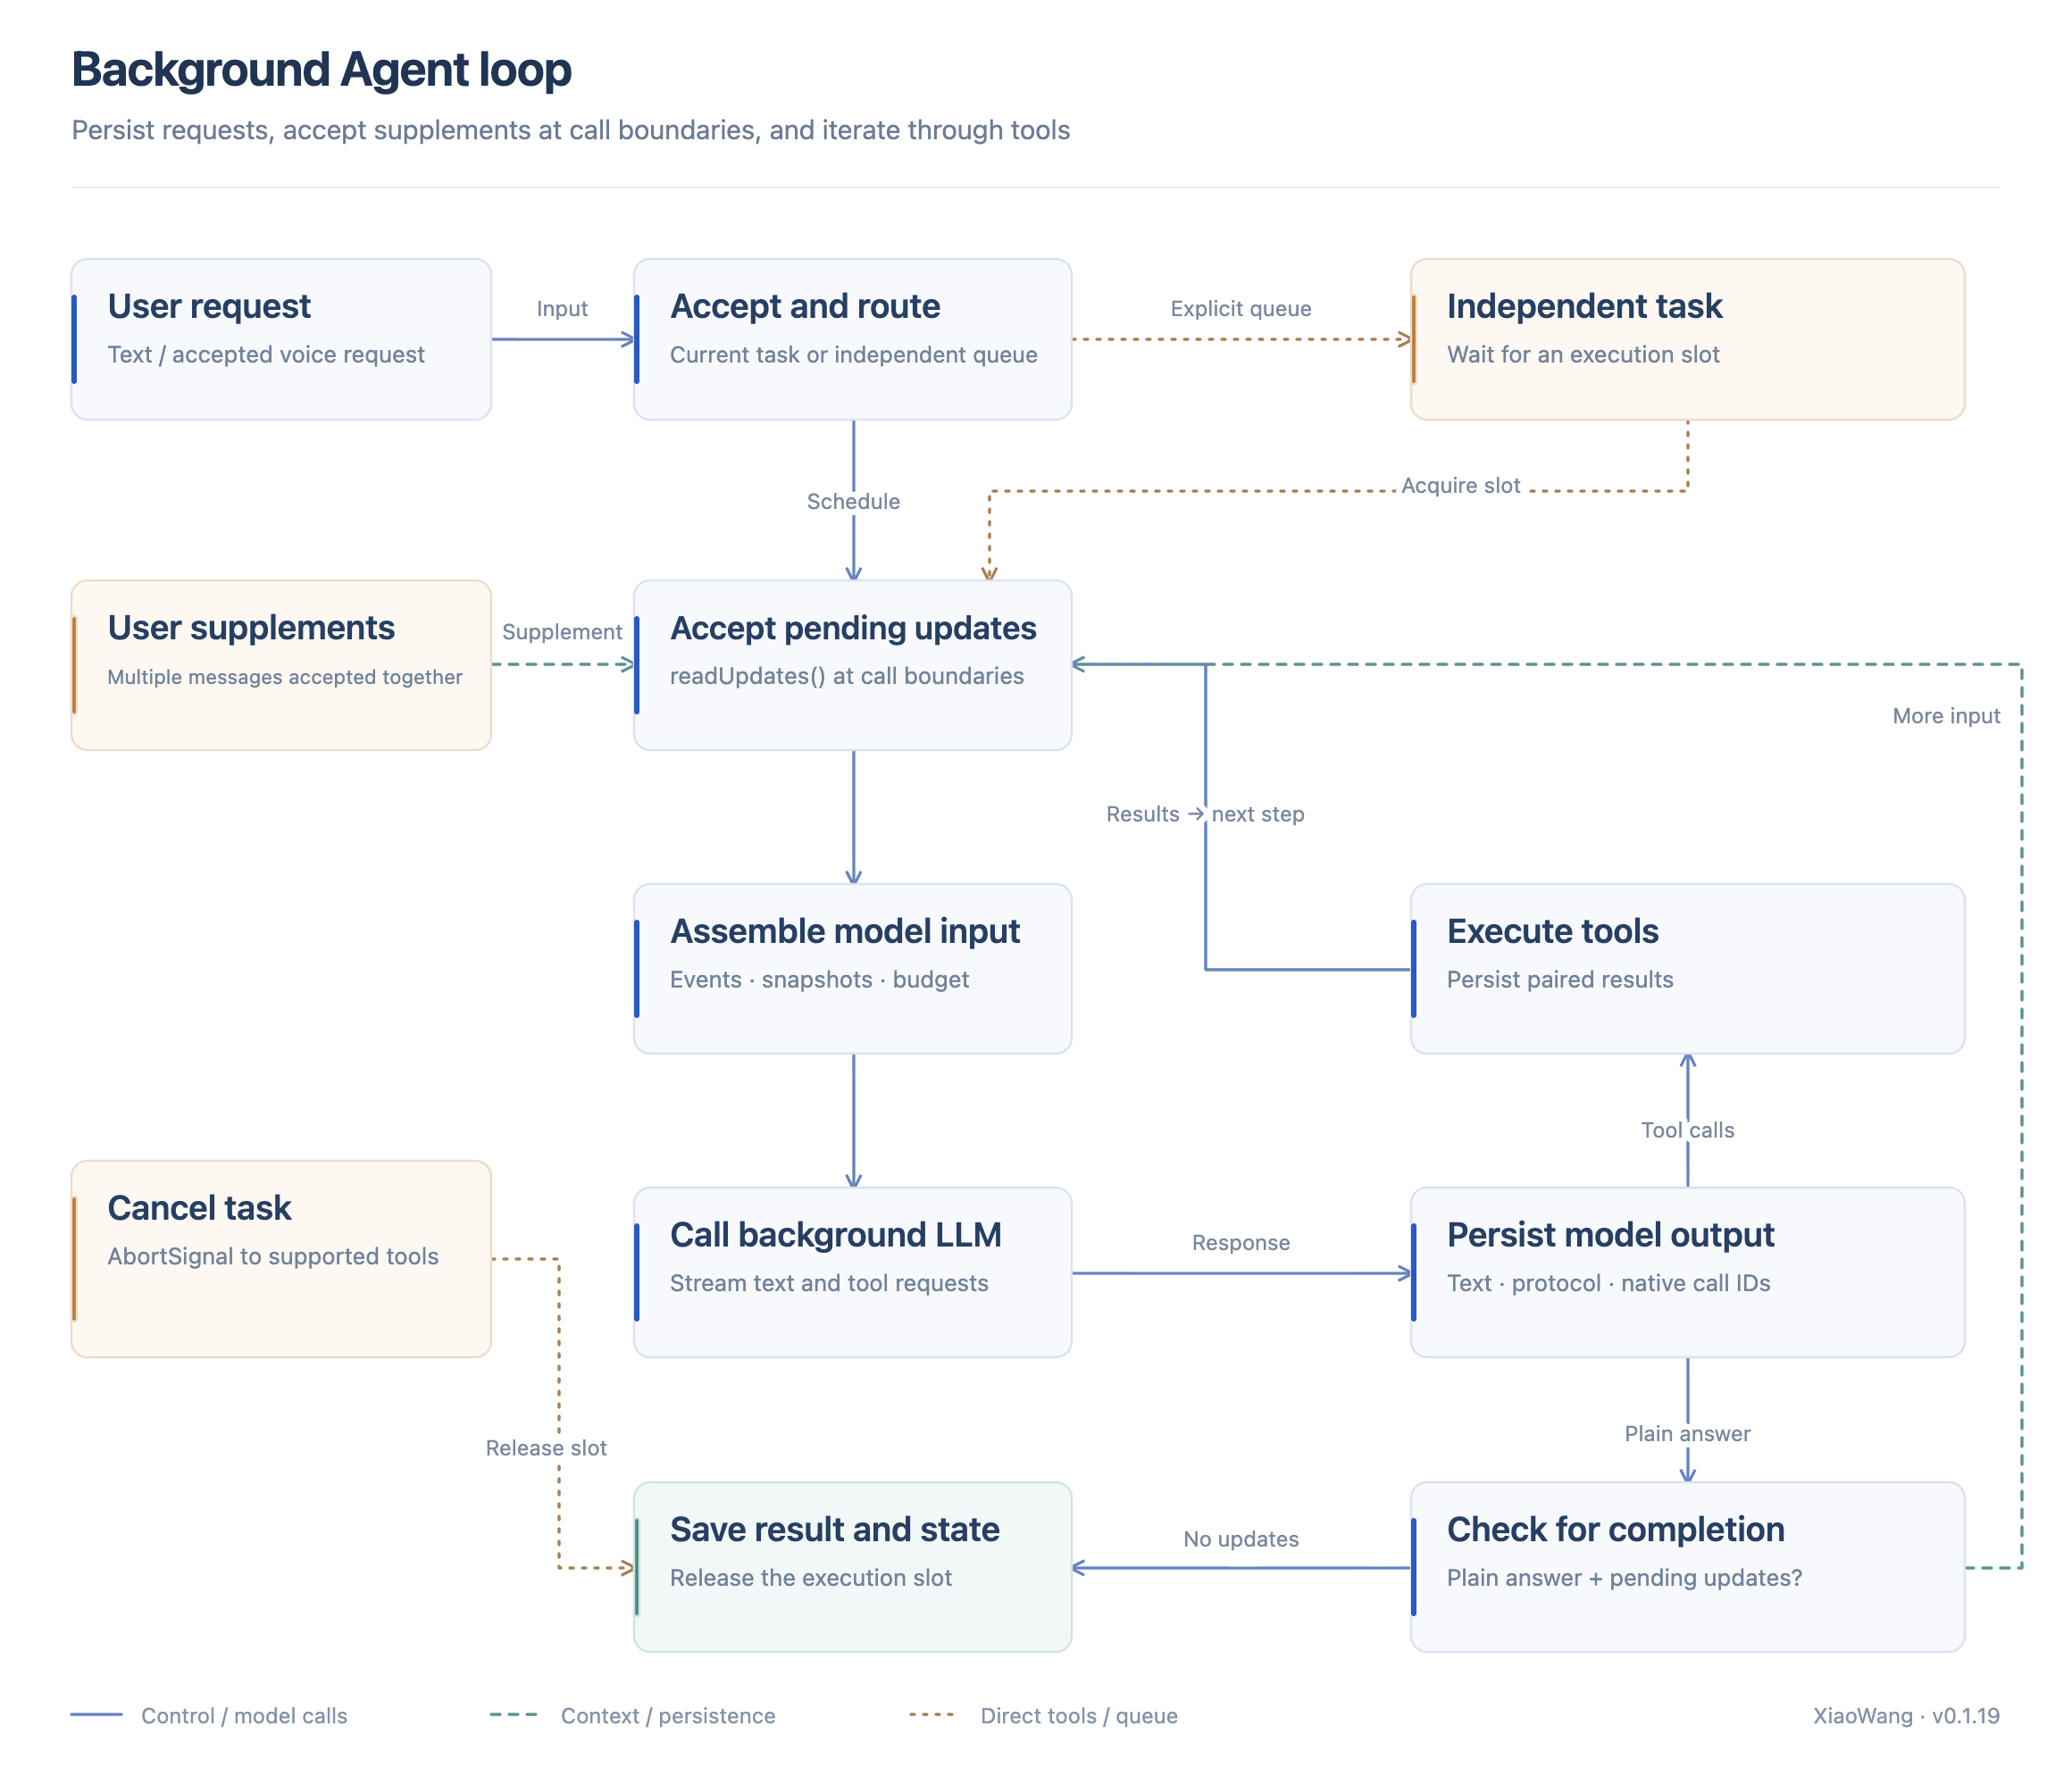 Background Agent loop
Persist requests, accept supplements at call boundaries, and iterate through tools
User request
Text / accepted voice request
Input
Accept and route
Current task or independent queue
Explicit queue
Independent task
Wait for an execution slot
Schedule
Acquire slot
User supplements
Multiple messages accepted together
Supplement
Accept pending updates
readUpdates() at call boundaries
More input
Results → next step
Assemble model input
Events · snapshots · budget
Execute tools
Persist paired results
Tool calls
Cancel task
AbortSignal to supported tools
Call background LLM
Stream text and tool requests
Response
Persist model output
Text · protocol · native call IDs
Plain answer
Release slot
Save result and state
Release the execution slot
No updates
Check for completion
Plain answer + pending updates?
Control / model calls
Context / persistence
Direct tools / queue
XiaoWang · v0.1.19